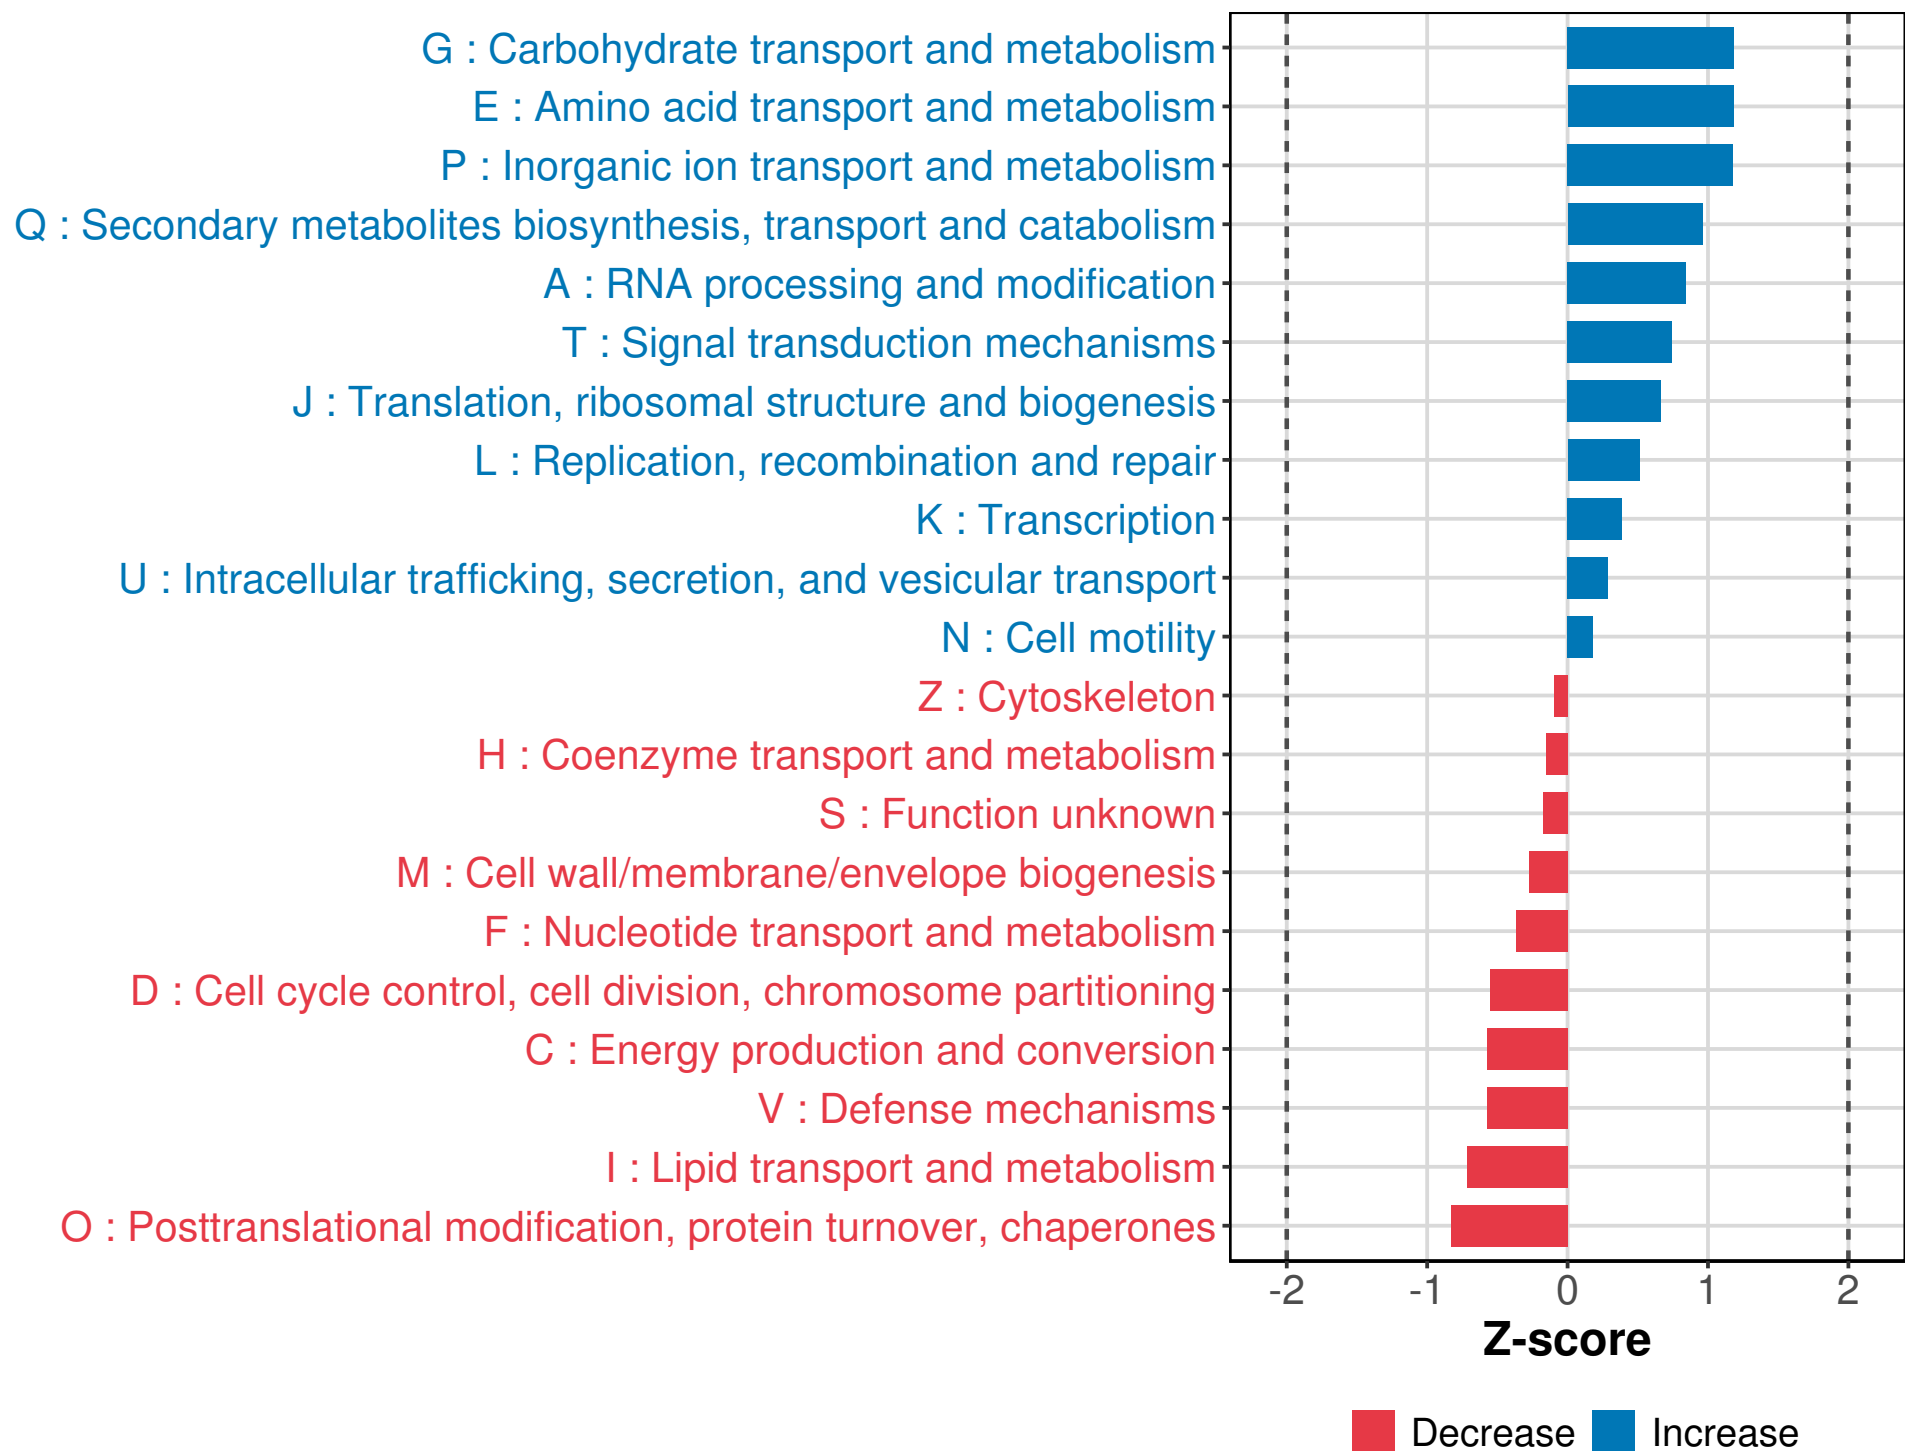 G : Carbohydrate transport and metabolism
E : Amino acid transport and metabolism
P : Inorganic ion transport and metabolism
Q : Secondary metabolites biosynthesis, transport and catabolism
A : RNA processing and modification
T : Signal transduction mechanisms
J : Translation, ribosomal structure and biogenesis
L : Replication, recombination and repair
K : Transcription
U : Intracellular trafficking, secretion, and vesicular transport
N : Cell motility
Z : Cytoskeleton
H : Coenzyme transport and metabolism
S : Function unknown
M : Cell wall/membrane/envelope biogenesis
F : Nucleotide transport and metabolism
D : Cell cycle control, cell division, chromosome partitioning
C : Energy production and conversion
V : Defense mechanisms
I : Lipid transport and metabolism
O : Posttranslational modification, protein turnover, chaperones
-2 -1 0 1 2
Z-score
Decrease Increase